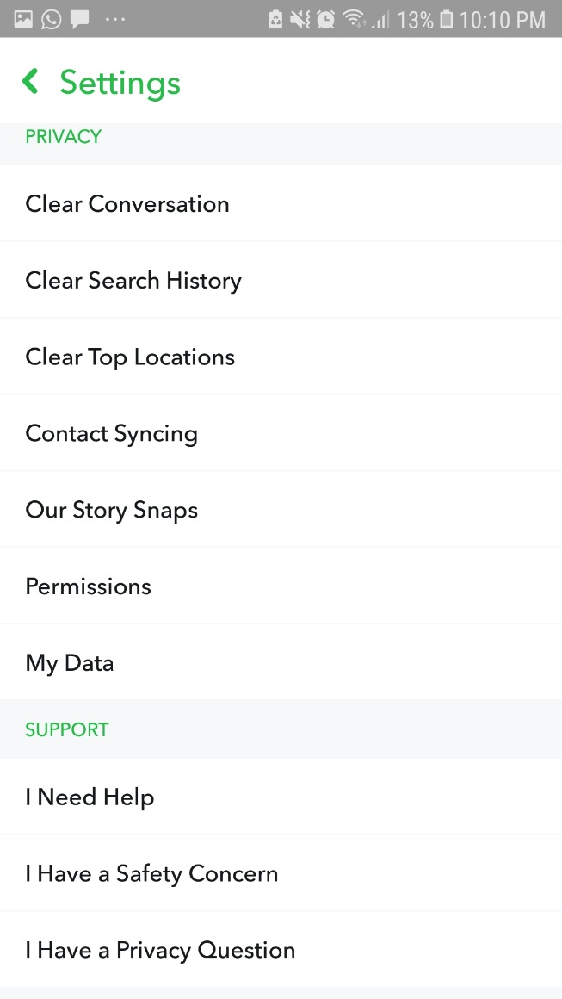 13% 10:10 PM
Settings
PRIVACY
Clear Conversation
Clear Search History
Clear Top Locations
Contact Syncing
Our Story Snaps
Permissions
My Data
SUPPORT
I Need Help
I Have a Safety Concern
I Have a Privacy Question